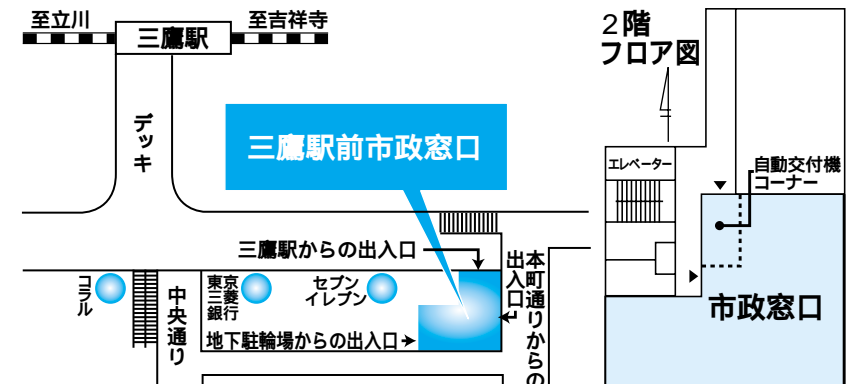 至立川
至吉祥寺
三鷹駅
デッキ
三鷹駅前市政窓口
三鷹駅からの出入口
コラル
中央通り
東京
三菱
銀行
セブン
イレブン
地下駐輪場からの出入口
本町通りからの
出入口
2階
フロア図
エレベーター
自動交付機
コーナー
市政窓口